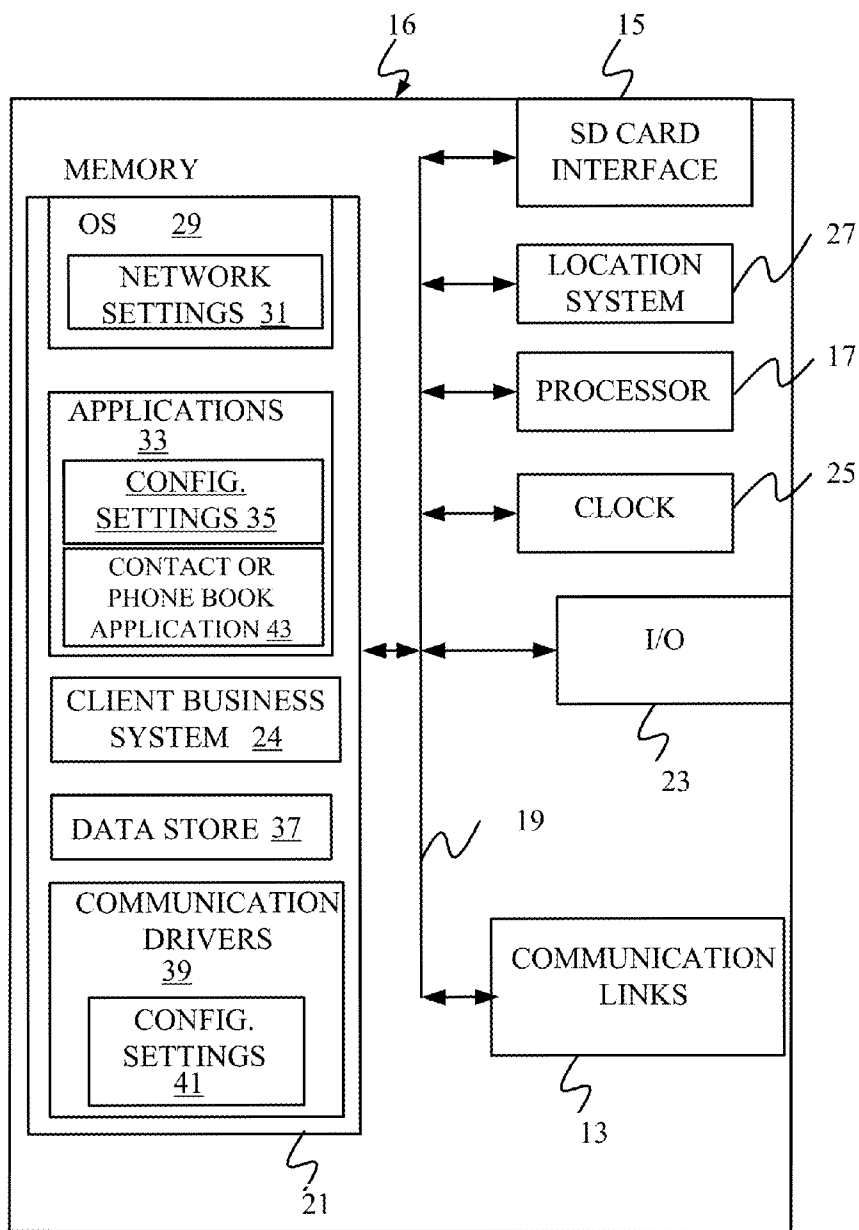 16
15
SD CARD
INTERFACE
MEMORY
OS 29
NETWORK
SETTINGS 31
APPLICATIONS
33
CONFIG.
SETTINGS 35
CONTACT OR
PHONE BOOK
APPLICATION 43
CLIENT BUSINESS
SYSTEM 24
DATA STORE 37
COMMUNICATION
DRIVERS
39
CONFIG.
SETTINGS
41
21
LOCATION
SYSTEM
27
PROCESSOR
17
CLOCK
25
I/O
23
19
COMMUNICATION
LINKS
13